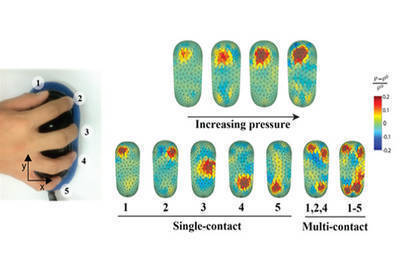 1
2
3
4
5
y
x
Increasing pressure
0.2
0.1
0
-0.1
-0.2
1 2 3 4 5 1,2,4 1-5
Single-contact Multi-contact